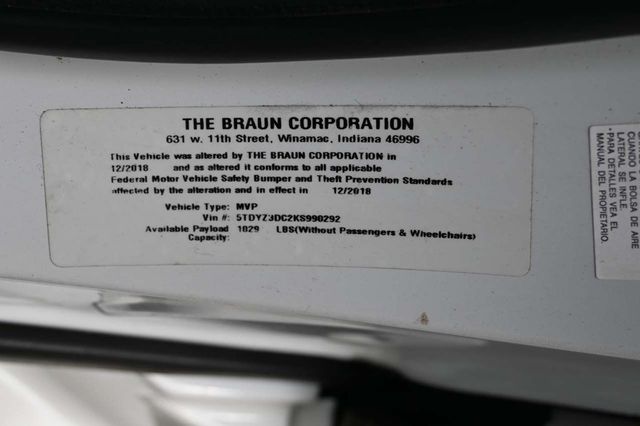 THE BRAUN CORPORATION
631 w. 11th Street, Winamac, Indiana 46996
This Vehicle was altered by THE BRAUN CORPORATION in
12/2018 and as altered it conforms to all applicable
Federal Motor Vehicle Safety Bumper and Theft Prevention Standards
affected by the alteration and in effect in 12/2018
Vehicle Type: MVP
Vin #: 5TDYZ3DC2KS990292
Available Payload 1029 LBS(Without Passengers & Wheelchairs)
Capacity:
CUANDO LA BOLSA DE AIRE
LATERAL SE INFLE.
•PARA DETALLES VEA EL
MANUAL DEL PROPIETARIO.